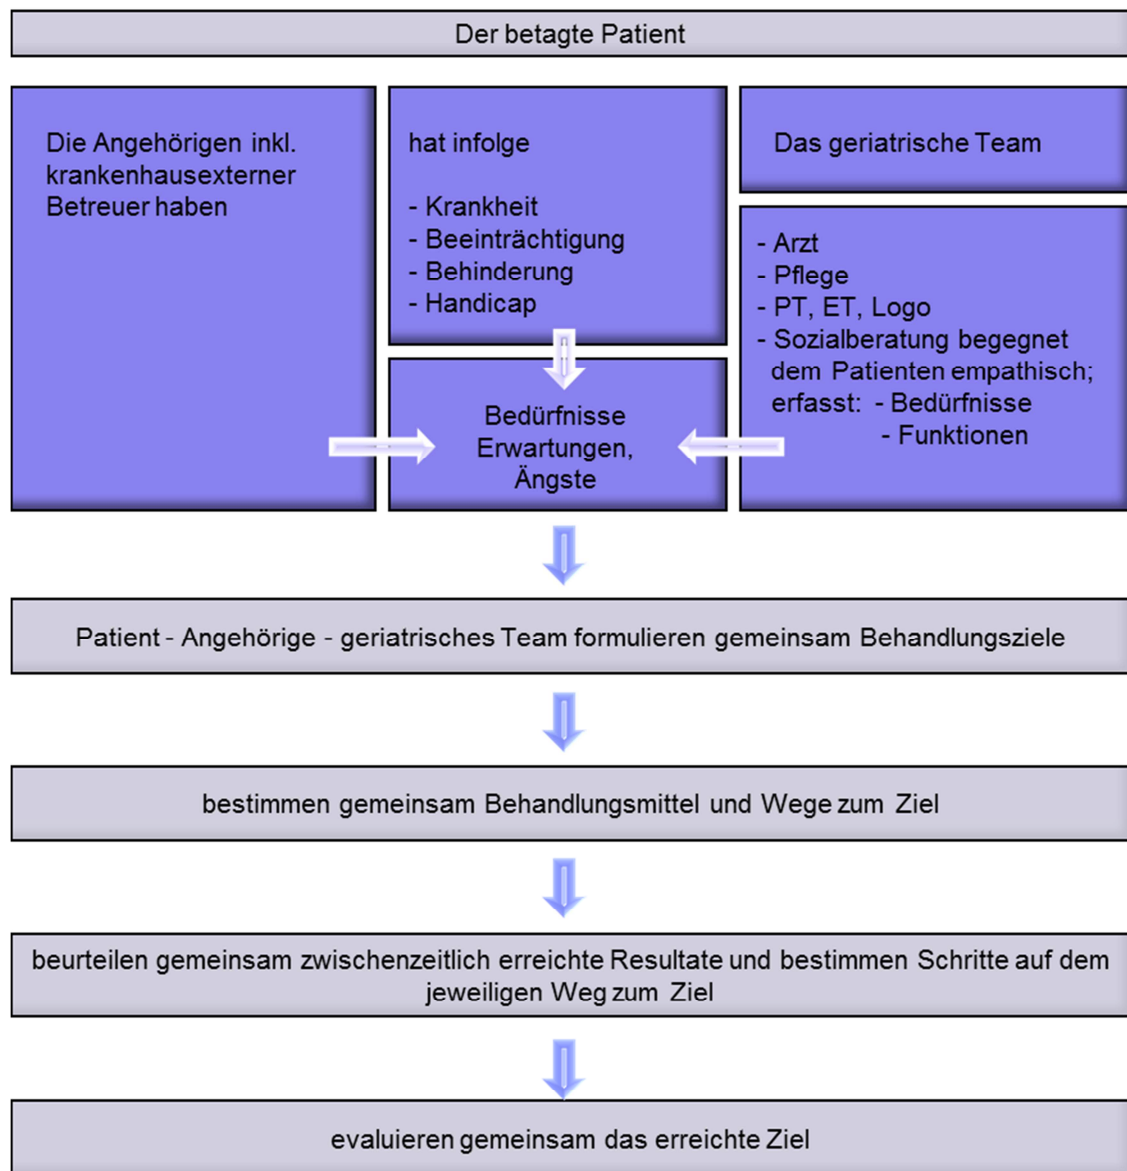 Der betagte Patient
Die Angehörigen inkl.
krankenhausexterner
Betreuer haben
hat infolge
- Krankheit
- Beeinträchtigung
- Behinderung
- Handicap
Bedürfnisse
Erwartungen,
Ängste
Das geriatrische Team
- Arzt
- Pflege
- PT, ET, Logo
- Sozialberatung begegnet
dem Patienten empathisch;
erfasst: - Bedürfnisse
- Funktionen
Patient - Angehörige - geriatrisches Team formulieren gemeinsam Behandlungsziele
bestimmen gemeinsam Behandlungsmittel und Wege zum Ziel
beurteilen gemeinsam zwischenzeitlich erreichte Resultate und bestimmen Schritte auf dem
jeweiligen Weg zum Ziel
evaluieren gemeinsam das erreichte Ziel